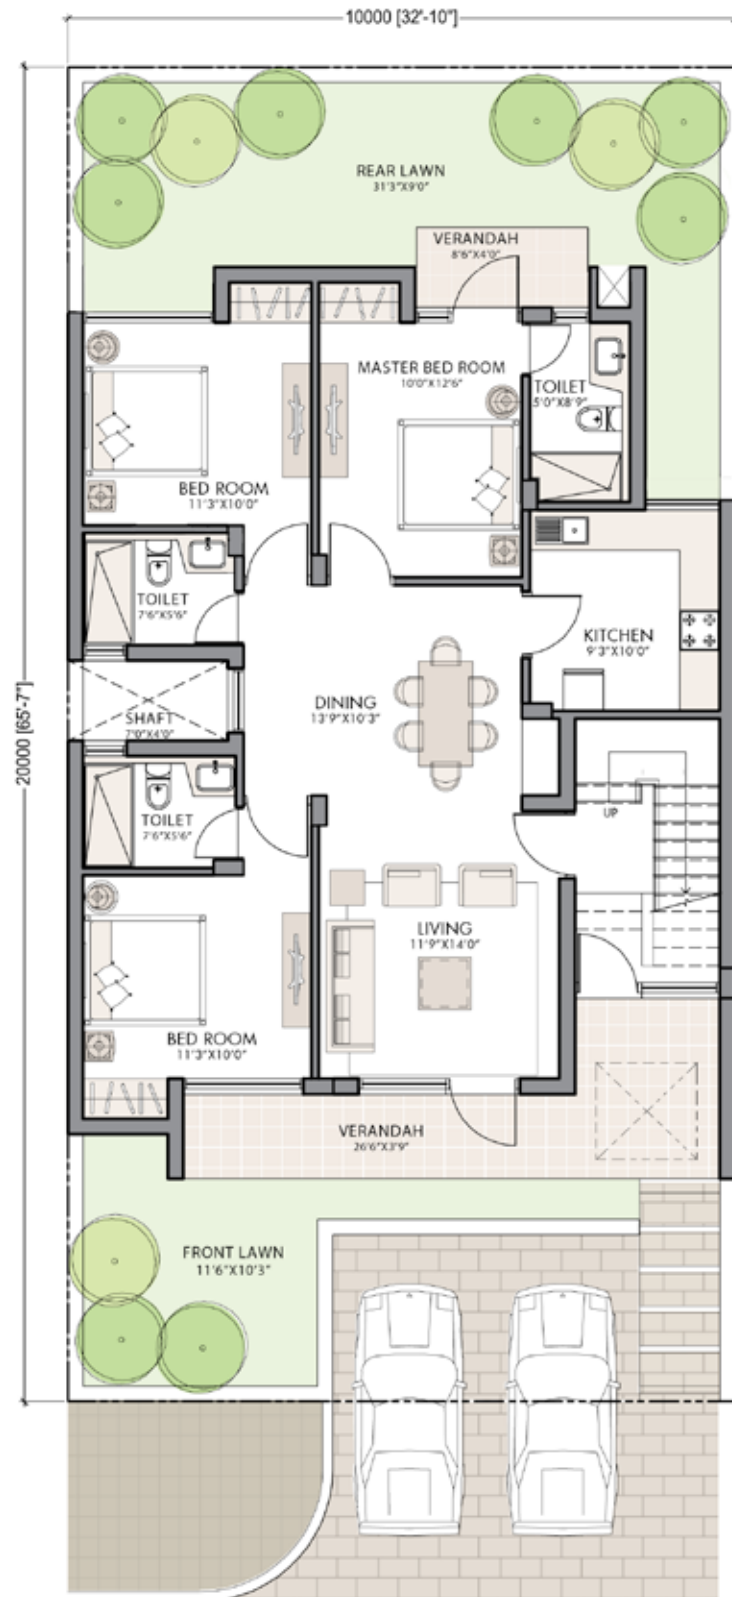 10000 [32'-10"]
20000 [65'-7"]
REAR LAWN
31'3"X9'0"
VERANDAH
8'6"X4'0"
MASTER BED ROOM
10'0"X12'6"
TOILET
5'0"X8'9"
BED ROOM
11'3"X10'0"
TOILET
7'6"X5'6"
KITCHEN
9'3"X10'0"
DINING
13'9"X10'3"
SHAFT
7'0"X4'0"
TOILET
7'6"X5'6"
UP
LIVING
11'9"X14'0"
BED ROOM
11'3"X10'0"
VERANDAH
26'6"X3'9"
FRONT LAWN
11'6"X10'3"